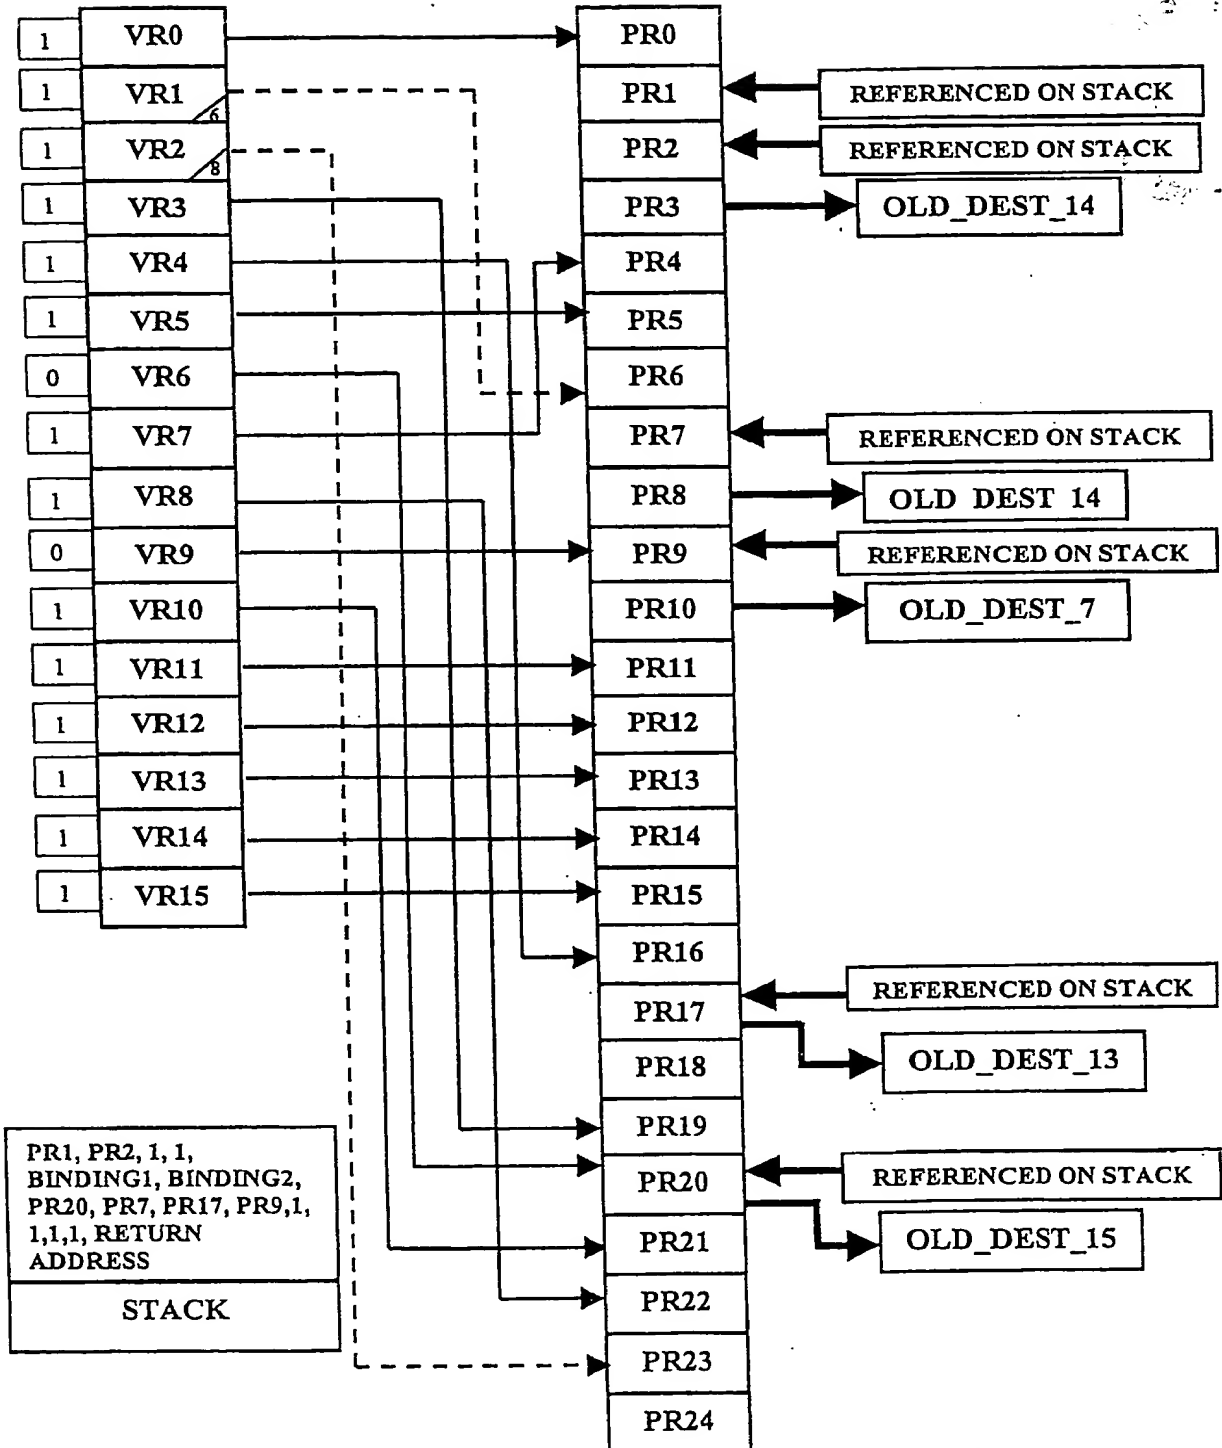 1
VR0
PR0
1
VR1
6
PR1
REFERENCED ON STACK
1
VR2
8
PR2
REFERENCED ON STACK
1
VR3
PR3
OLD_DEST_14
1
VR4
PR4
1
VR5
PR5
0
VR6
PR6
1
VR7
PR7
REFERENCED ON STACK
1
VR8
PR8
OLD DEST 14
0
VR9
PR9
REFERENCED ON STACK
1
VR10
PR10
OLD_DEST_7
1
VR11
PR11
1
VR12
PR12
1
VR13
PR13
1
VR14
PR14
1
VR15
PR15
PR16
REFERENCED ON STACK
PR17
OLD_DEST_13
PR18
PR19
REFERENCED ON STACK
PR20
OLD_DEST_15
PR21
PR22
PR23
PR24
PR1, PR2, 1, 1,
BINDING1, BINDING2,
PR20, PR7, PR17, PR9,1,
1,1,1, RETURN
ADDRESS
STACK